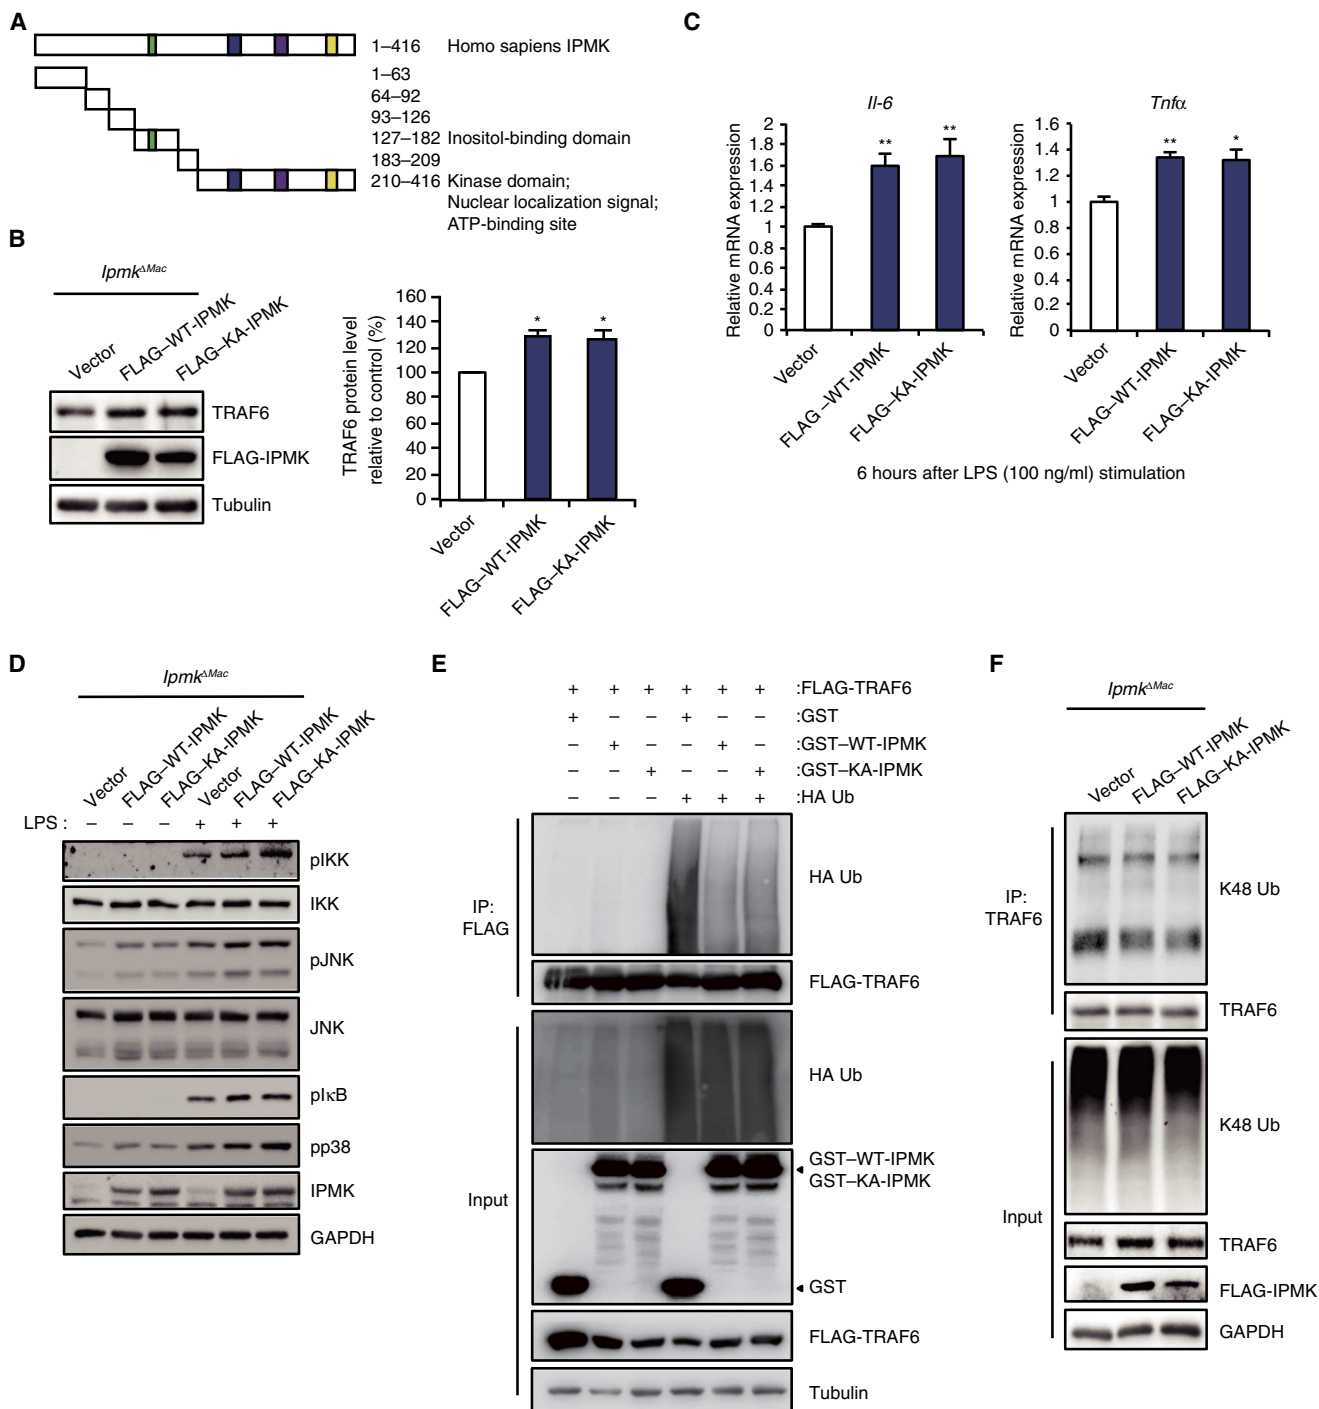 A
1–416 Homo sapiens IPMK
1–63
64–92
93–126
127–182 Inositol-binding domain
183–209
210–416 Kinase domain;
Nuclear localization signal;
ATP-binding site
B
Ipmk^ΔMac
Vector
FLAG–WT-IPMK
FLAG–KA-IPMK
TRAF6
FLAG-IPMK
Tubulin
TRAF6 protein level
relative to control (%)
160
140
120
100
80
60
40
20
0
*
*
Vector
FLAG–WT-IPMK
FLAG–KA-IPMK
C
Il-6
Relative mRNA expression
2
1.8
1.6
1.4
1.2
1
0.8
0.6
0.4
0.2
0
**
**
Vector
FLAG –WT-IPMK
FLAG–KA-IPMK
Tnfα
Relative mRNA expression
1.6
1.4
1.2
1
0.8
0.6
0.4
0.2
0
**
*
Vector
FLAG–WT-IPMK
FLAG–KA-IPMK
6 hours after LPS (100 ng/ml) stimulation
D
Ipmk^ΔMac
Vector
FLAG–WT-IPMK
FLAG–KA-IPMK
Vector
FLAG–WT-IPMK
FLAG–KA-IPMK
LPS : – – – + + +
pIKK
IKK
pJNK
JNK
pIκB
pp38
IPMK
GAPDH
E
+ + + + + + :FLAG-TRAF6
+ – – + – – :GST
– + – – + – :GST–WT-IPMK
– – + – – + :GST–KA-IPMK
– – – + + + :HA Ub
IP:
FLAG
HA Ub
FLAG-TRAF6
Input
HA Ub
GST–WT-IPMK
GST–KA-IPMK
GST
FLAG-TRAF6
Tubulin
F
Ipmk^ΔMac
Vector
FLAG–WT-IPMK
FLAG–KA-IPMK
IP:
TRAF6
K48 Ub
TRAF6
Input
K48 Ub
TRAF6
FLAG-IPMK
GAPDH